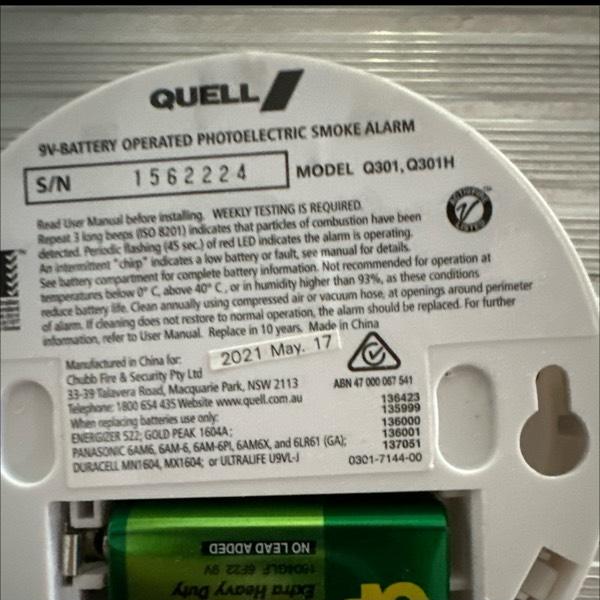 QUELL
9V-BATTERY OPERATED PHOTOELECTRIC SMOKE ALARM
S/N 1562224 MODEL Q301, Q301H
Read User Manual before installing. WEEKLY TESTING IS REQUIRED.
Repeat 3 long beeps (ISO 8201) indicates that particles of combustion have been
detected. Periodic flashing (45 sec.) of red LED indicates the alarm is operating.
An intermittent "chirp" indicates a low battery or fault, see manual for details.
See battery compartment for complete battery information. Not recommended for operation at
temperatures below 0° C, above 40° C, or in humidity higher than 93%, as these conditions
reduce battery life. Clean annually using compressed air or vacuum hose, at openings around perimeter
of alarm. If cleaning does not restore to normal operation, the alarm should be replaced. For further
information, refer to User Manual. Replace in 10 years. Made in China
Manufactured in China for: 2021 May. 17
Chubb Fire & Security Pty Ltd
33-39 Talavera Road, Macquarie Park, NSW 2113
Telephone: 1800 654 435 Website www.quell.com.au
When replacing batteries use only:
ENERGIZER 522; GOLD PEAK 1604A;
PANASONIC 6AM6, 6AM-6, 6AM-6PI, 6AM6X, and 6LR61 (GA);
DURACELL MN1604, MX1604; or ULTRALIFE U9VL-J
ABN 47 000 067 541
136423
135999
136000
136001
137051
0301-7144-00
NO LEAD ADDED
1604GLF 6F22 9V
Extra Heavy Duty